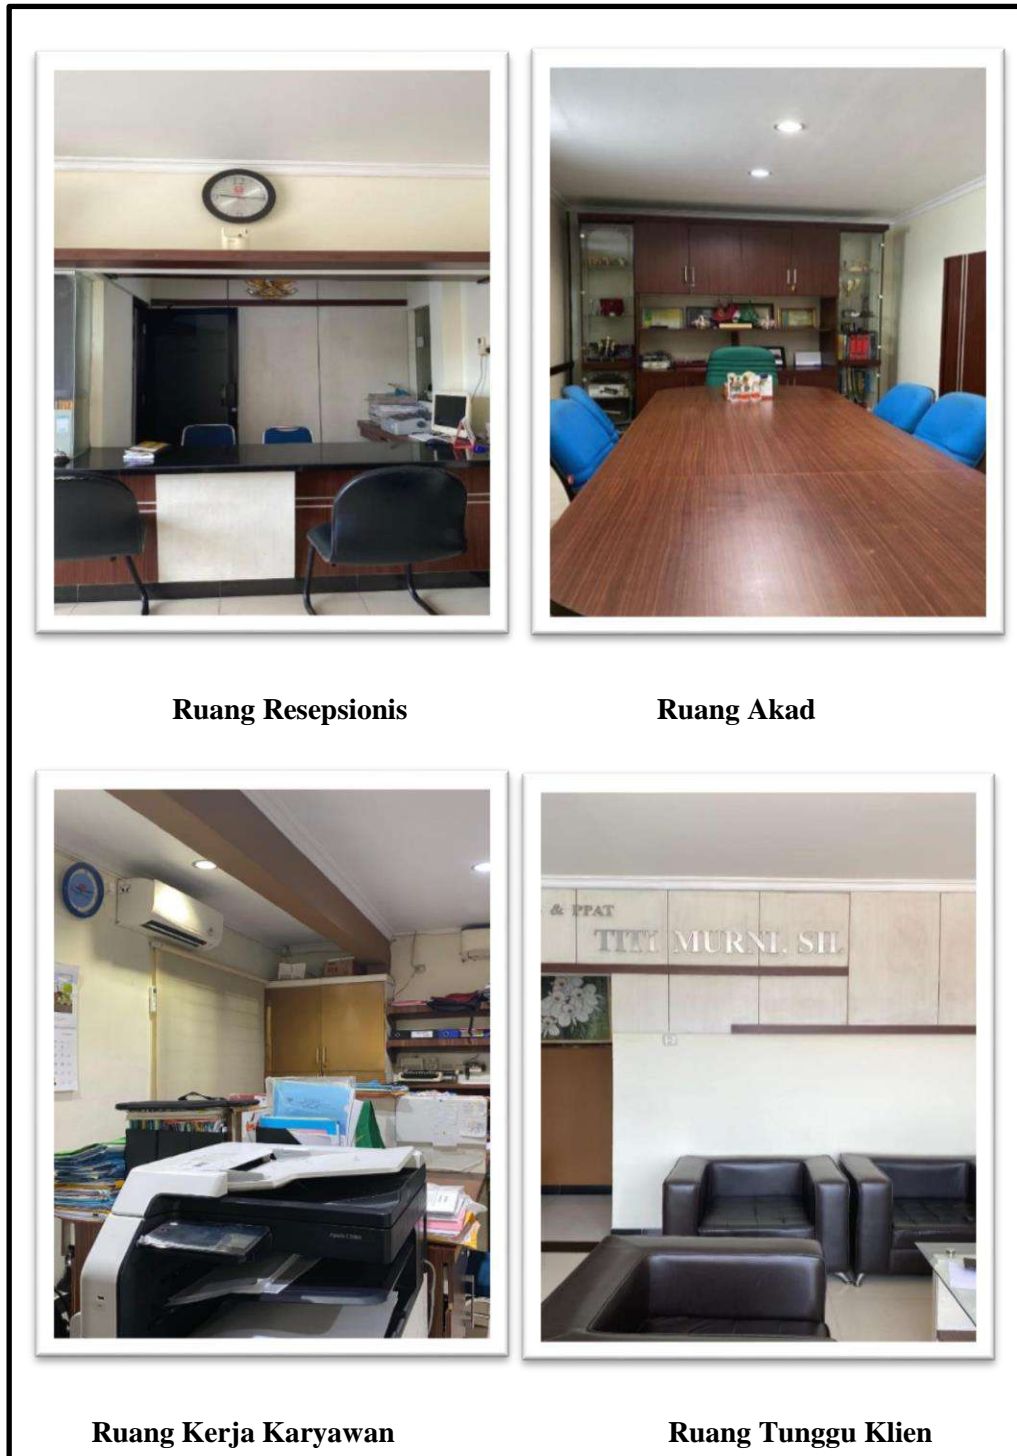 Ruang Resepsionis
Ruang Akad
& PPAT
TITI MURNI, SH.
Ruang Kerja Karyawan
Ruang Tunggu Klien